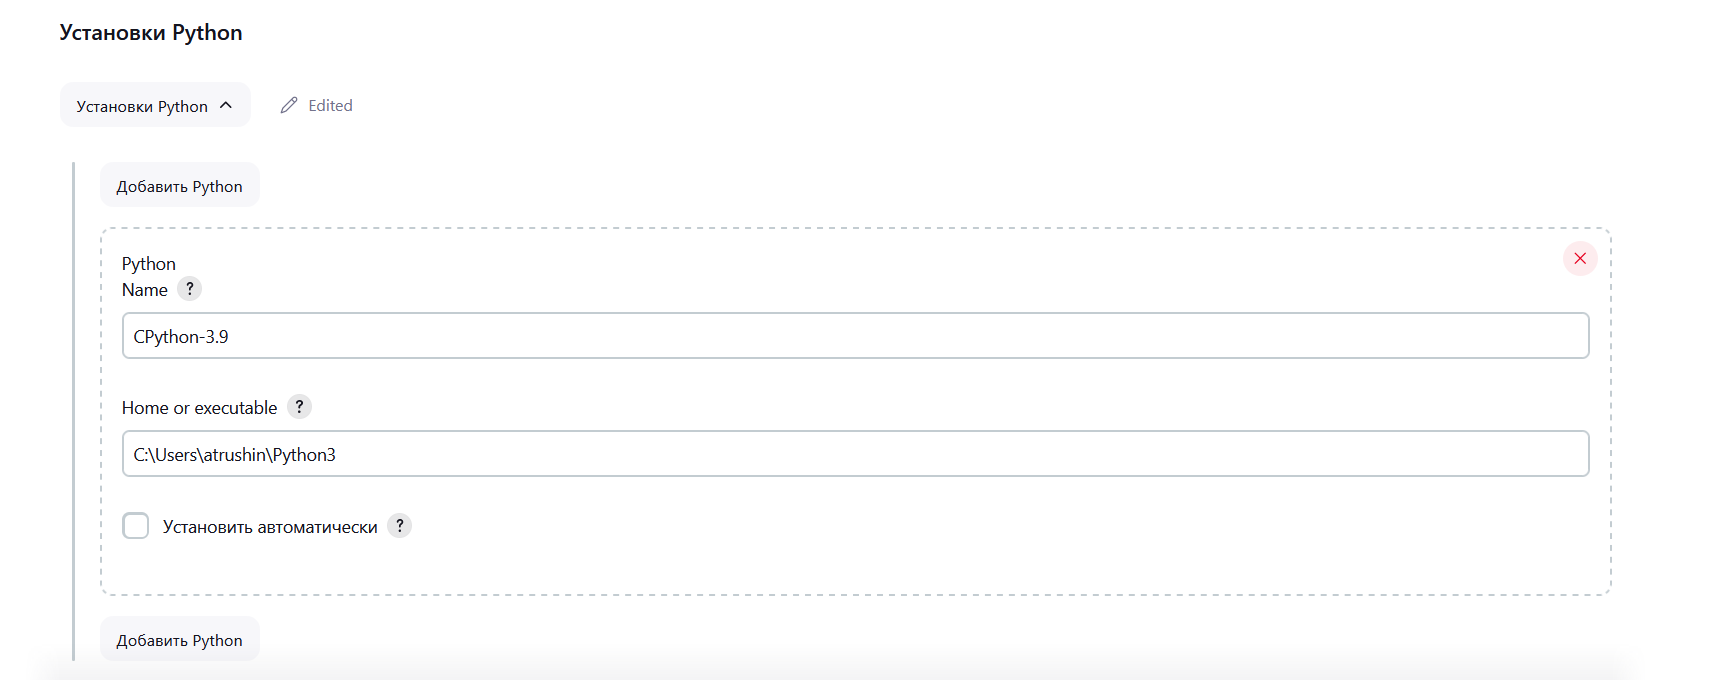 Установки Python
Установки Python
Edited
Добавить Python
Python
Name ?
CPython-3.9
Home or executable ?
C:\Users\atrushin\Python3
Установить автоматически ?
Добавить Python